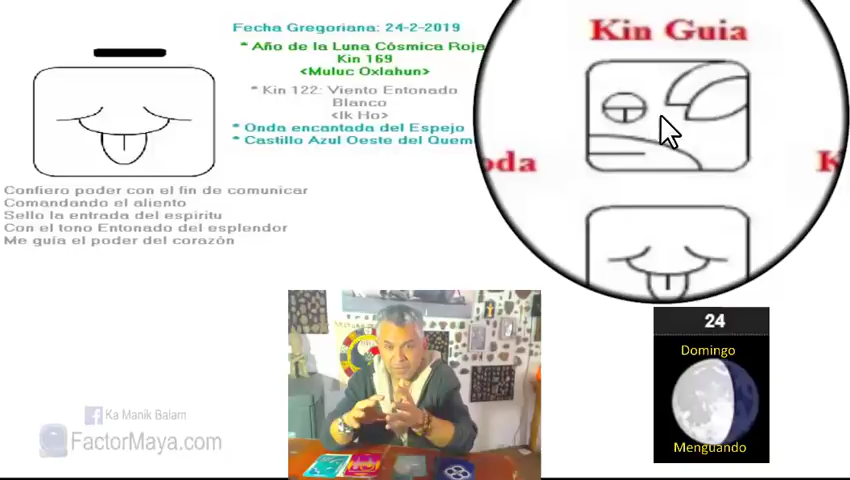 Fecha Gregoriana: 24-2-2019
* Año de la Luna Cósmica Roja
Kin 169
<Muluc Oxlahun>
* Kin 122: Viento Entonado
Blanco
<Ik Ho>
* Onda encantada del Espejo
* Castillo Azul Oeste del Quem
Confiero poder con el fin de comunicar
Comandando el aliento
Sello la entrada del espíritu
Con el tono Entonado del esplendor
Me guía el poder del corazón
Kin Guia
oda
K
24
Domingo
Menguando
Ka Manik Balam
FactorMaya.com